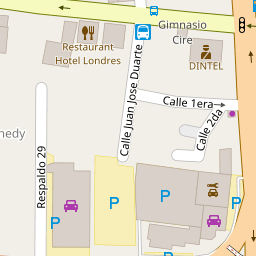 Gimnasio
Cire
Restaurant
Hotel Londres
DINTEL
Calle Juan Jose Duarte
Calle 1era
Calle 2da
nedy
Respaldo 29
P
P
P
P
P